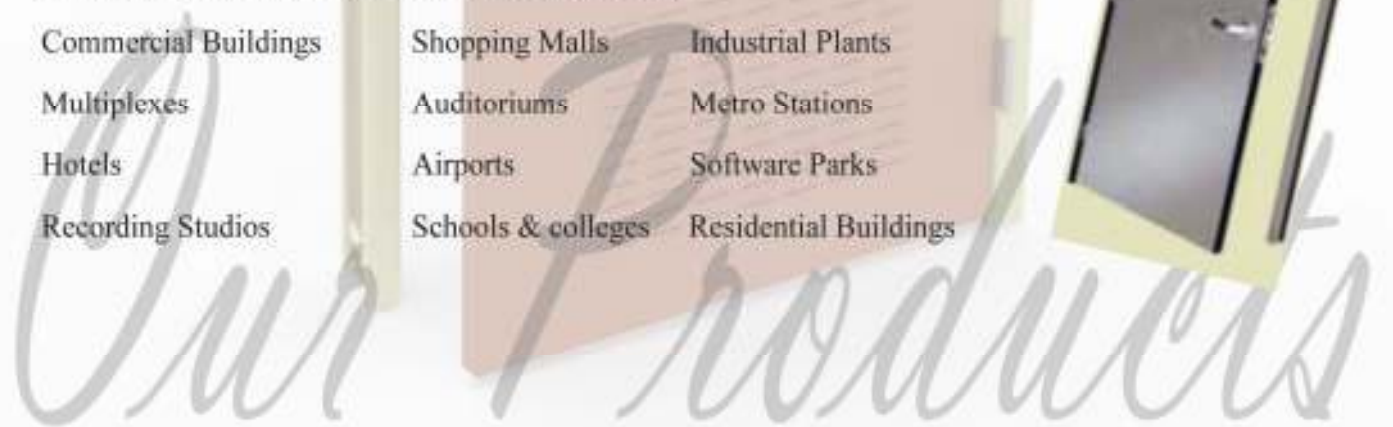 Commercial Buildings Shopping Malls Industrial Plants
Multiplexes Auditoriums Metro Stations
Hotels Airports Software Parks
Recording Studios Schools & colleges Residential Buildings
Our Products